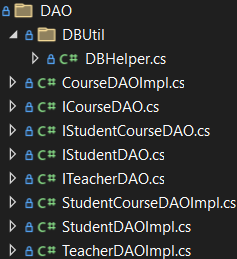 DAO
DBUtil
DBHelper.cs
CourseDAOImpl.cs
ICourseDAO.cs
IStudentCourseDAO.cs
IStudentDAO.cs
ITeacherDAO.cs
StudentCourseDAOImpl.cs
StudentDAOImpl.cs
TeacherDAOImpl.cs